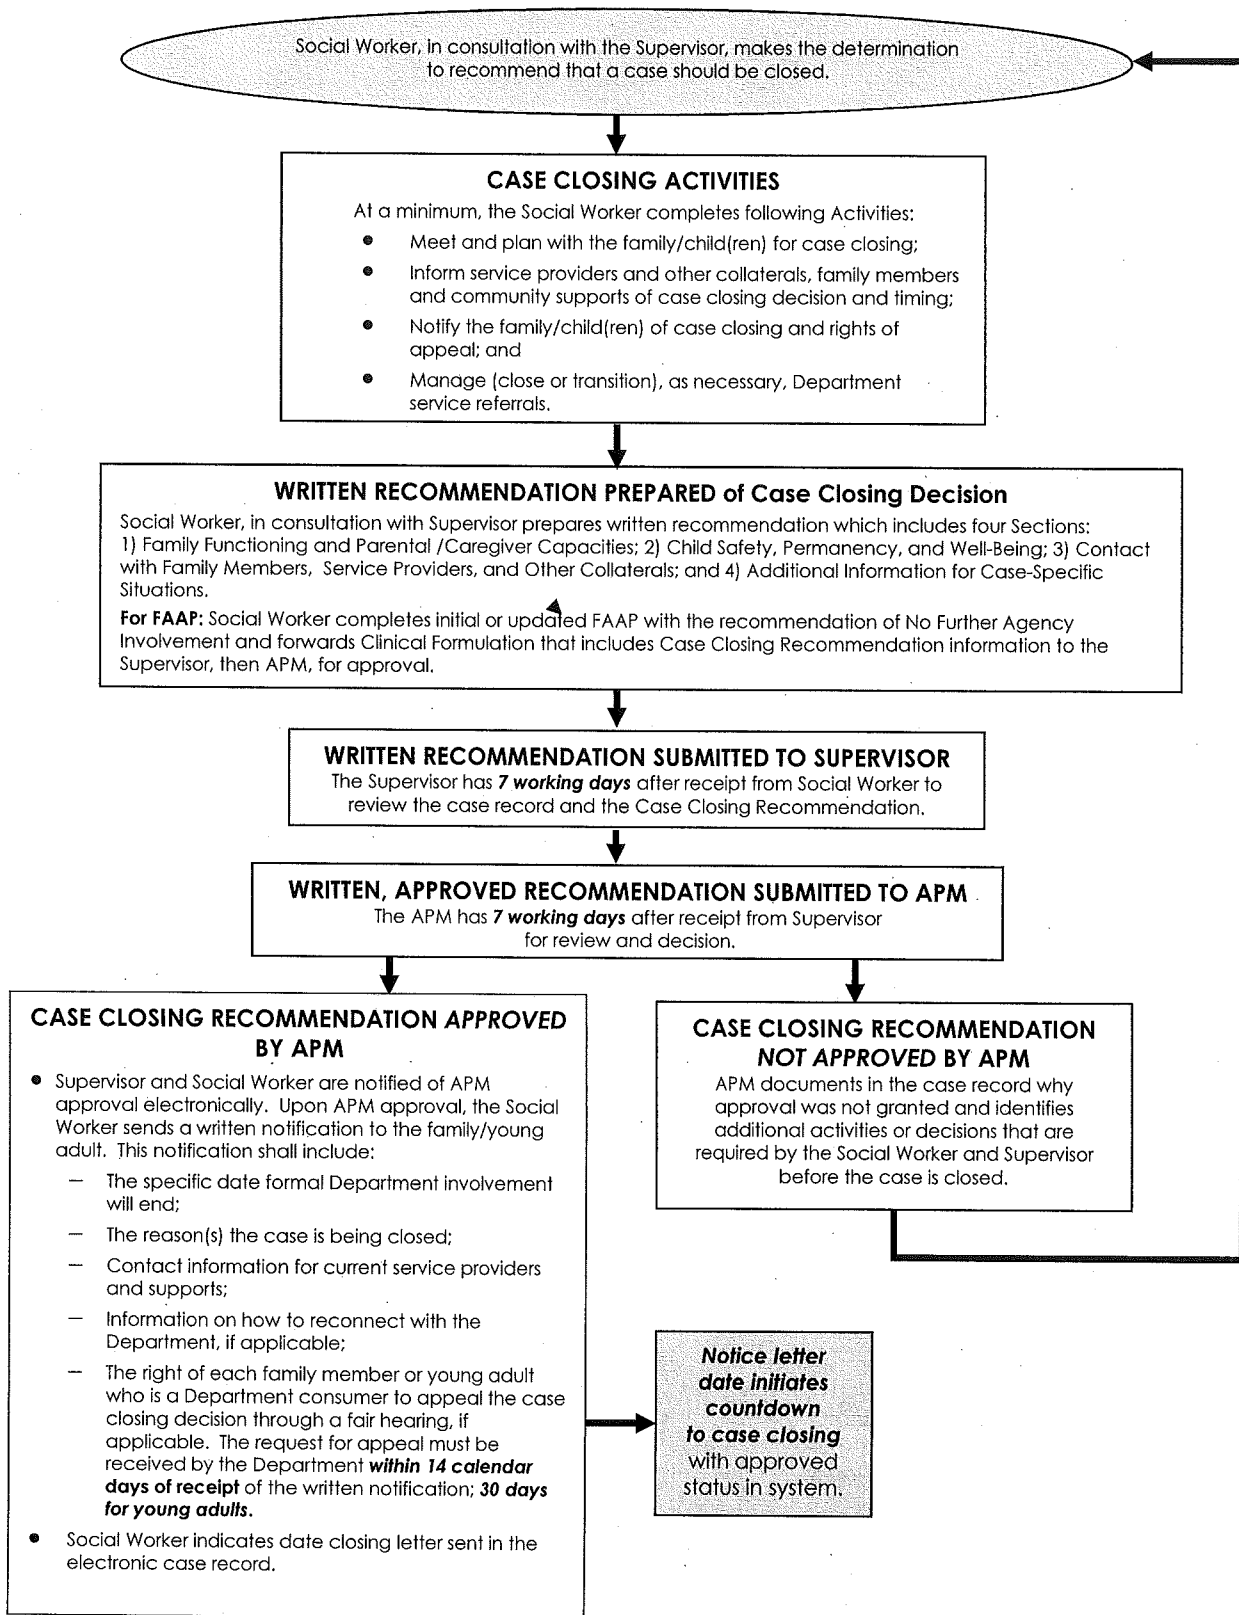 Social Worker, in consultation with the Supervisor, makes the determination
to recommend that a case should be closed.
CASE CLOSING ACTIVITIES
At a minimum, the Social Worker completes following Activities:
● Meet and plan with the family/child(ren) for case closing;
● Inform service providers and other collaterals, family members
and community supports of case closing decision and timing;
● Notify the family/child(ren) of case closing and rights of
appeal; and
● Manage (close or transition), as necessary, Department
service referrals.
WRITTEN RECOMMENDATION PREPARED of Case Closing Decision
Social Worker, in consultation with Supervisor prepares written recommendation which includes four Sections:
1) Family Functioning and Parental /Caregiver Capacities; 2) Child Safety, Permanency, and Well-Being; 3) Contact
with Family Members, Service Providers, and Other Collaterals; and 4) Additional Information for Case-Specific
Situations.
For FAAP: Social Worker completes initial or updated FAAP with the recommendation of No Further Agency
Involvement and forwards Clinical Formulation that includes Case Closing Recommendation information to the
Supervisor, then APM, for approval.
WRITTEN RECOMMENDATION SUBMITTED TO SUPERVISOR
The Supervisor has 7 working days after receipt from Social Worker to
review the case record and the Case Closing Recommendation.
WRITTEN, APPROVED RECOMMENDATION SUBMITTED TO APM
The APM has 7 working days after receipt from Supervisor
for review and decision.
CASE CLOSING RECOMMENDATION APPROVED
BY APM
● Supervisor and Social Worker are notified of APM
approval electronically. Upon APM approval, the Social
Worker sends a written notification to the family/young
adult. This notification shall include:
— The specific date formal Department involvement
will end;
— The reason(s) the case is being closed;
— Contact information for current service providers
and supports;
— Information on how to reconnect with the
Department, if applicable;
— The right of each family member or young adult
who is a Department consumer to appeal the case
closing decision through a fair hearing, if
applicable. The request for appeal must be
received by the Department within 14 calendar
days of receipt of the written notification; 30 days
for young adults.
● Social Worker indicates date closing letter sent in the
electronic case record.
CASE CLOSING RECOMMENDATION
NOT APPROVED BY APM
APM documents in the case record why
approval was not granted and identifies
additional activities or decisions that are
required by the Social Worker and Supervisor
before the case is closed.
Notice letter
date initiates
countdown
to case closing
with approved
status in system.